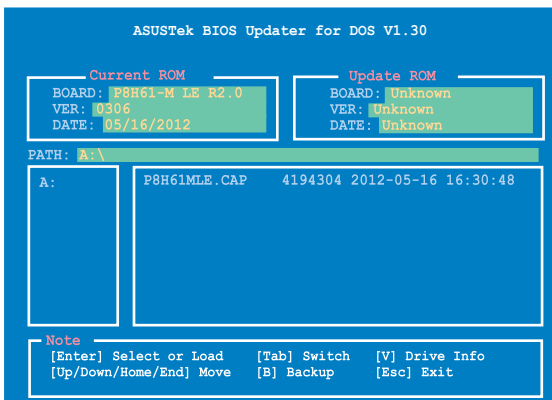 ASUSTek BIOS Updater for DOS V1.30
Current ROM
BOARD: P8H61-M LE R2.0
VER: 0306
DATE: 05/16/2012
Update ROM
BOARD: Unknown
VER: Unknown
DATE: Unknown
PATH: A:\
A:
P8H61MLE.CAP 4194304 2012-05-16 16:30:48
Note
[Enter] Select or Load [Tab] Switch [V] Drive Info
[Up/Down/Home/End] Move [B] Backup [Esc] Exit